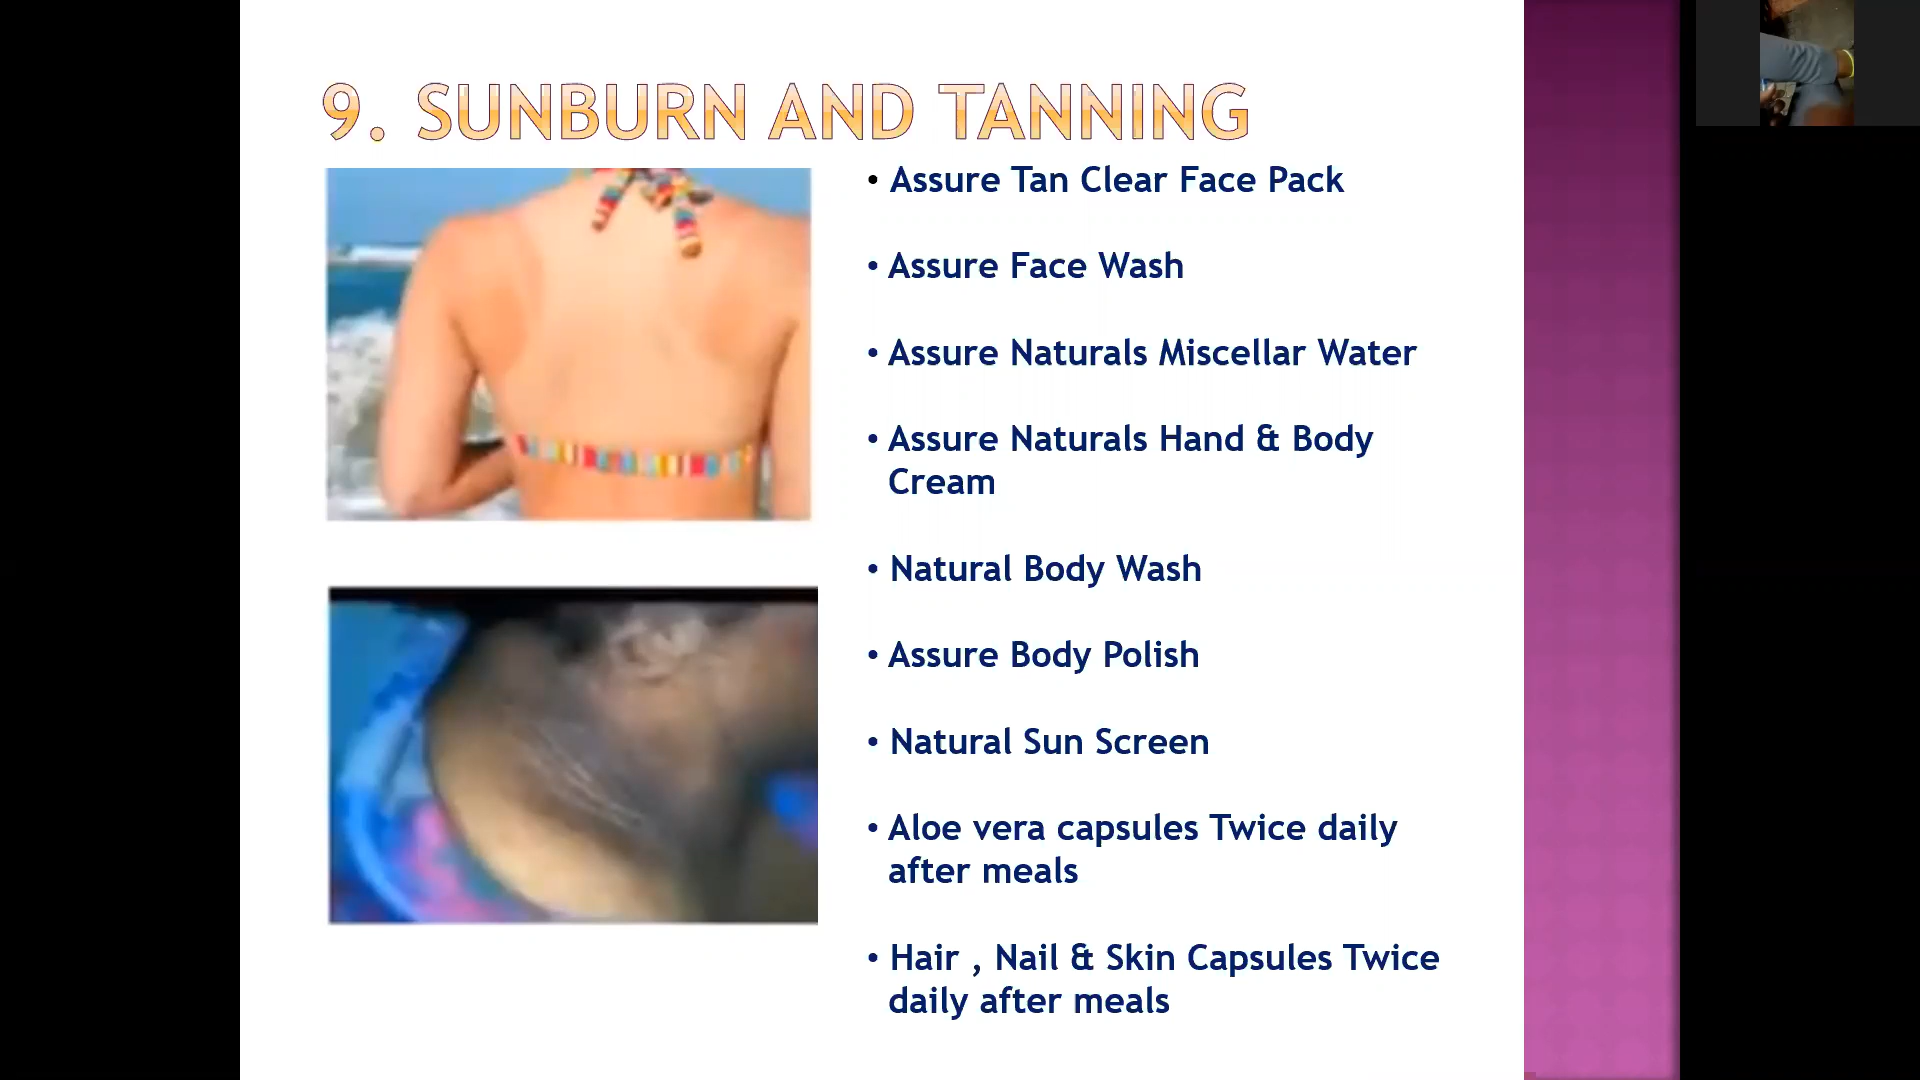 9. SUNBURN AND TANNING
• Assure Tan Clear Face Pack
• Assure Face Wash
• Assure Naturals Miscellar Water
• Assure Naturals Hand & Body
Cream
• Natural Body Wash
• Assure Body Polish
• Natural Sun Screen
• Aloe vera capsules Twice daily
after meals
• Hair , Nail & Skin Capsules Twice
daily after meals